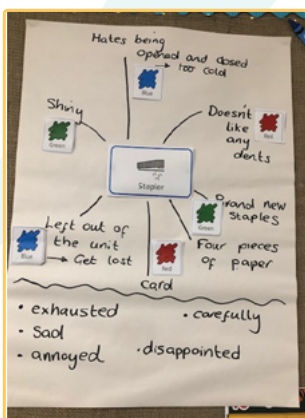 Hates being
opened and closed
→ too cold
Blue
Shiny
Green
Doesn't
like
any
dents
Red
Stapler
Brand new
staples
Green
Left out of
the unit
→ Get lost
Blue
Four pieces
of paper
Red
card
• exhausted
• carefully
• Sad
• annoyed
• disappointed